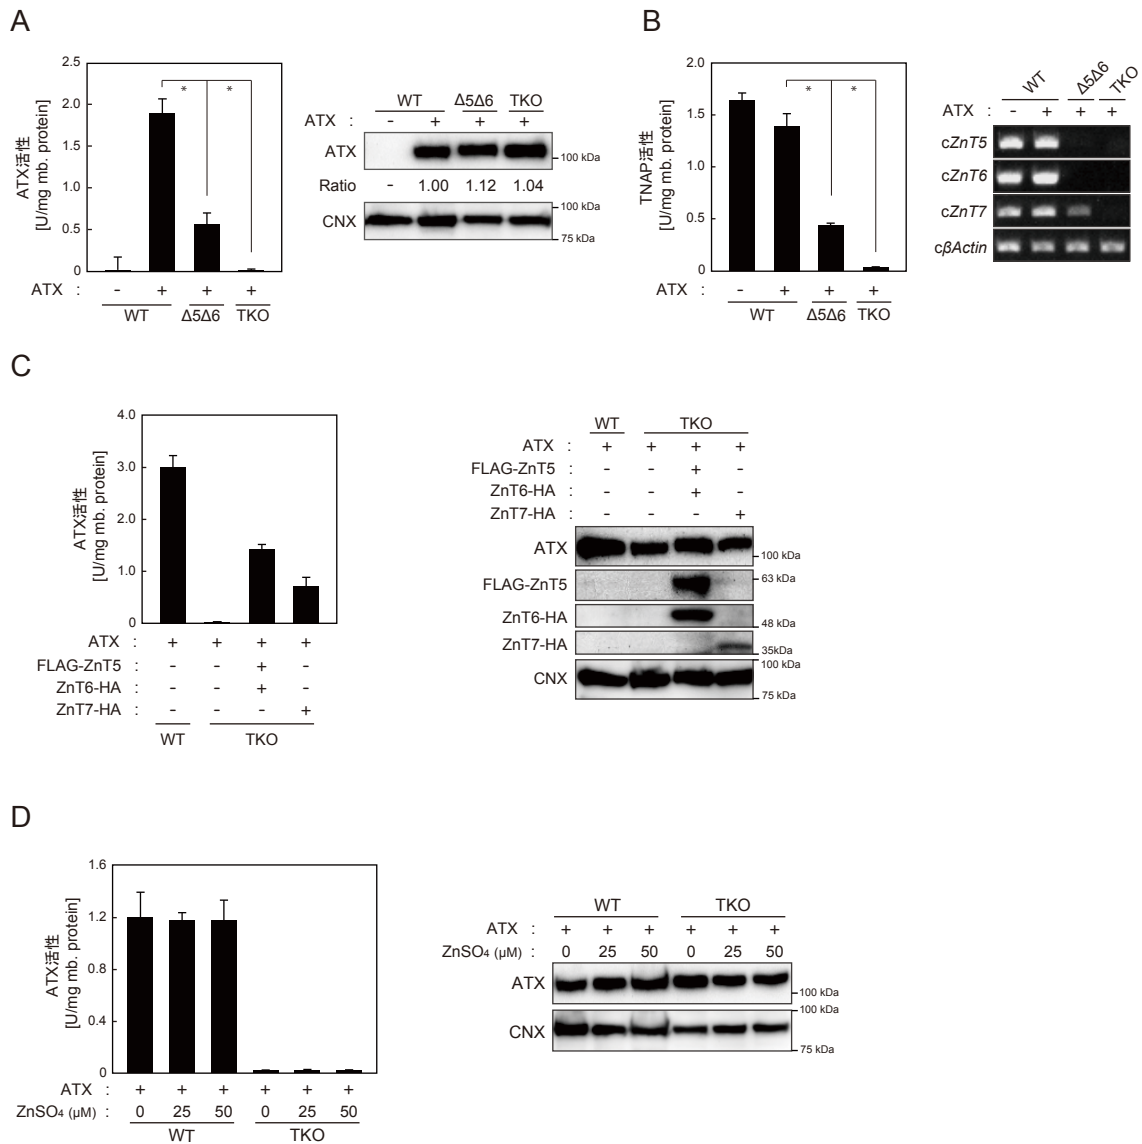 A
2.5
2.0
1.5
1.0
0.5
0
ATX活性
[U/mg mb. protein]
ATX : - + + +
WT Δ5Δ6 TKO
WT Δ5Δ6 TKO
ATX : - + + +
ATX
100 kDa
Ratio - 1.00 1.12 1.04
CNX
100 kDa
75 kDa
B
2.0
1.5
1.0
0.5
0
TNAP活性
[U/mg mb. protein]
* *
* *
ATX : - + + +
WT Δ5Δ6 TKO
WT Δ5Δ6 TKO
ATX : - + + +
cZnT5
cZnT6
cZnT7
cβActin
C
4.0
3.0
2.0
1.0
0
ATX活性
[U/mg mb. protein]
ATX : + + + +
FLAG-ZnT5 : - - + -
ZnT6-HA : - - + -
ZnT7-HA : - - - +
WT TKO
WT TKO
ATX : + + + +
FLAG-ZnT5 : - - + -
ZnT6-HA : - - + -
ZnT7-HA : - - - +
ATX
100 kDa
FLAG-ZnT5
63 kDa
ZnT6-HA
48 kDa
ZnT7-HA
35kDa
CNX
100 kDa
75 kDa
D
1.6
1.2
0.8
0.4
0
ATX活性
[U/mg mb. protein]
ATX : + + + + + +
ZnSO₄ (μM) : 0 25 50 0 25 50
WT TKO
WT TKO
ATX : + + + + + +
ZnSO₄ (μM) : 0 25 50 0 25 50
ATX
100 kDa
CNX
100 kDa
75 kDa